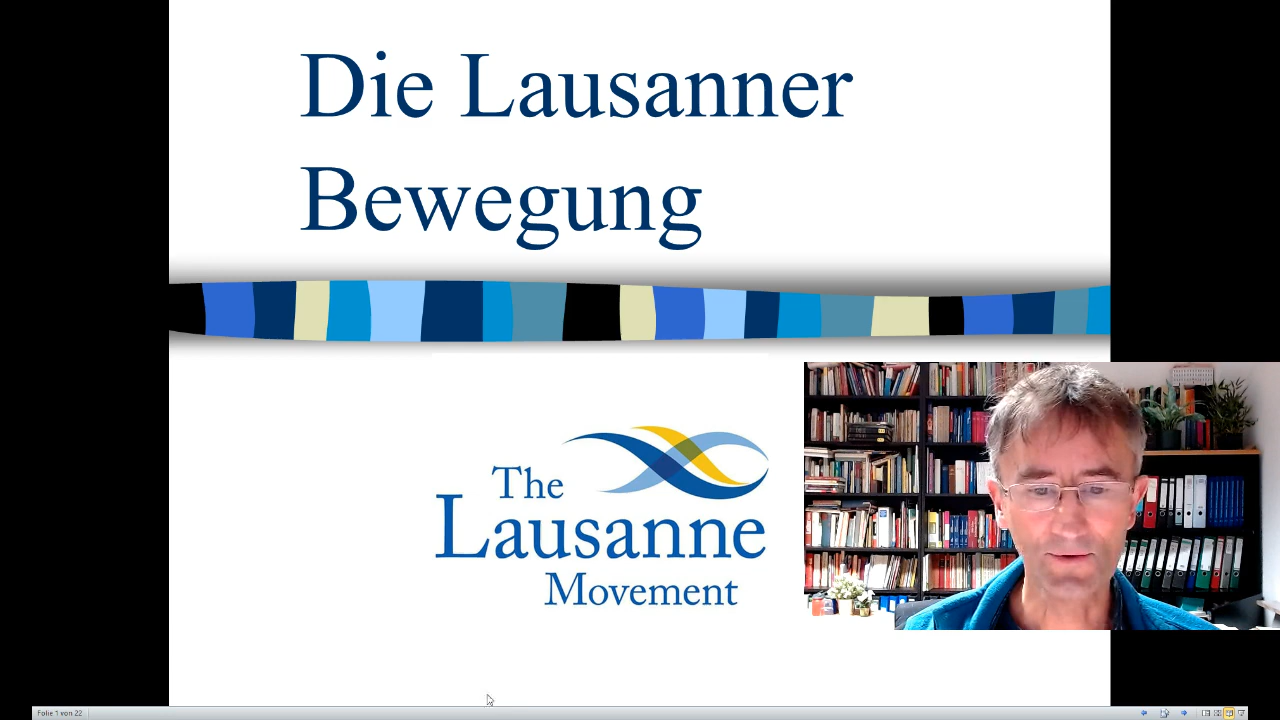 Die Lausanner
Bewegung
The
Lausanne
Movement
Folie 1 von 22